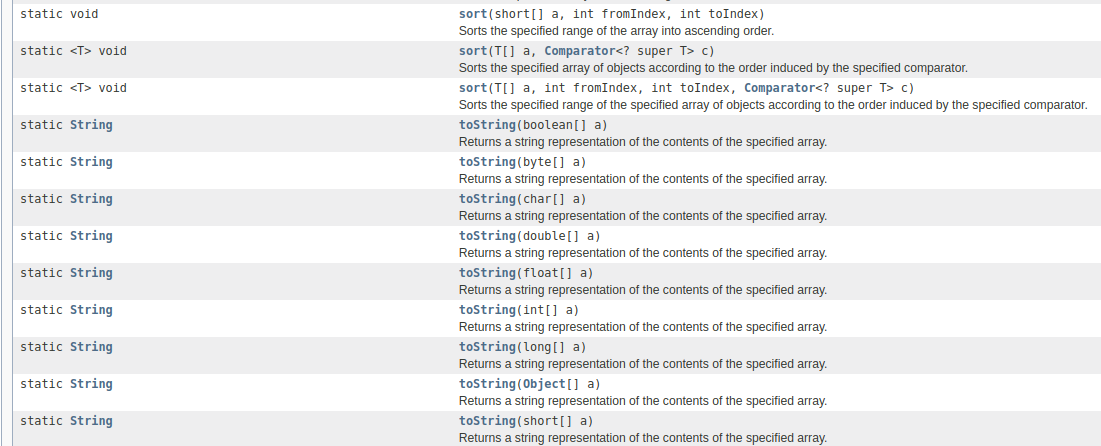 static void sort(short[] a, int fromIndex, int toIndex)
Sorts the specified range of the array into ascending order.
static <T> void sort(T[] a, Comparator<? super T> c)
Sorts the specified array of objects according to the order induced by the specified comparator.
static <T> void sort(T[] a, int fromIndex, int toIndex, Comparator<? super T> c)
Sorts the specified range of the specified array of objects according to the order induced by the specified comparator.
static String toString(boolean[] a)
Returns a string representation of the contents of the specified array.
static String toString(byte[] a)
Returns a string representation of the contents of the specified array.
static String toString(char[] a)
Returns a string representation of the contents of the specified array.
static String toString(double[] a)
Returns a string representation of the contents of the specified array.
static String toString(float[] a)
Returns a string representation of the contents of the specified array.
static String toString(int[] a)
Returns a string representation of the contents of the specified array.
static String toString(long[] a)
Returns a string representation of the contents of the specified array.
static String toString(Object[] a)
Returns a string representation of the contents of the specified array.
static String toString(short[] a)
Returns a string representation of the contents of the specified array.